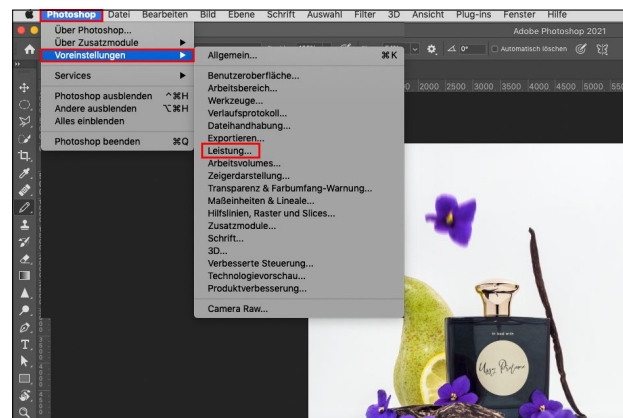 Photoshop Datei Bearbeiten Bild Ebene Schrift Auswahl Filter 3D Ansicht Plug-ins Fenster Hilfe
Adobe Photoshop 2021
Über Photoshop...
Über Zusatzmodule
Voreinstellungen
Services
Photoshop ausblenden ^⌘H
Andere ausblenden ⌥⌘H
Alles einblenden
Photoshop beenden ⌘Q
Allgemein... ⌘K
Benutzeroberfläche...
Arbeitsbereich...
Werkzeuge...
Verlaufsprotokoll...
Dateihandhabung...
Exportieren...
Leistung...
Arbeitsvolumes...
Zeigerdarstellung...
Transparenz & Farbumfang-Warnung...
Maßeinheiten & Lineale...
Hilfslinien, Raster und Slices...
Zusatzmodule...
Schrift...
3D...
Verbesserte Steuerung...
Technologievorschau...
Produktverbesserung...
Camera Raw...
0° Automatisch löschen
2000 2500 3000 3500 4000 4500 5000